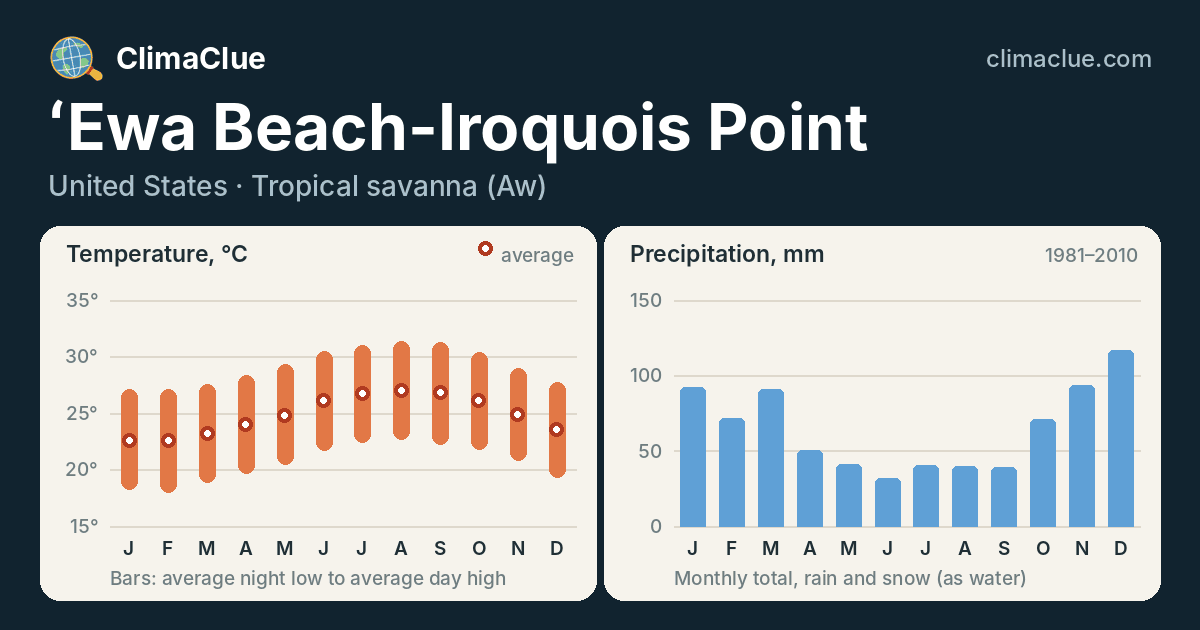 ClimaClue
climaclue.com
ʻEwa Beach-Iroquois Point
United States · Tropical savanna (Aw)
Temperature, °C
average
35°
30°
25°
20°
15°
J F M A M J J A S O N D
Bars: average night low to average day high
Precipitation, mm
1981–2010
150
100
50
0
J F M A M J J A S O N D
Monthly total, rain and snow (as water)